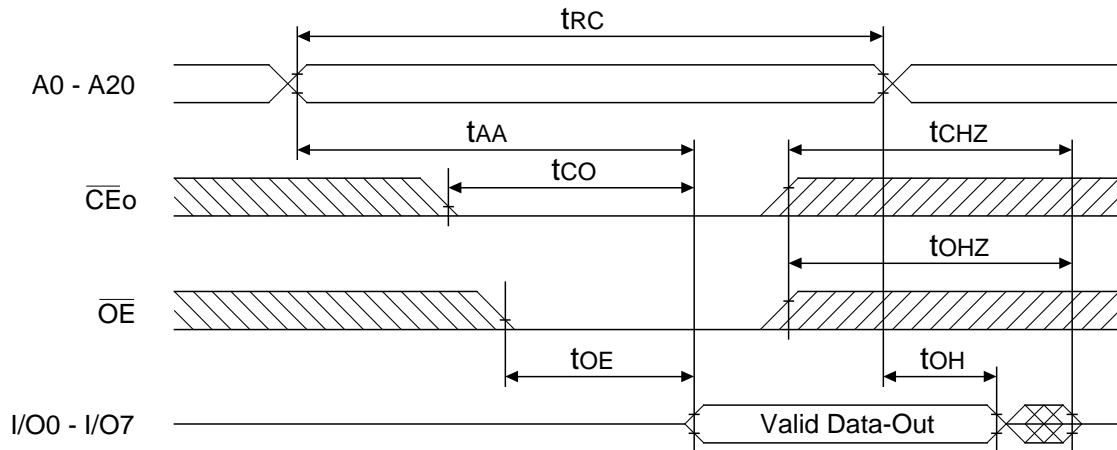 tRC
A0 - A20
tAA
tCHZ
tCO
CEo
tOHZ
OE
tOE
tOH
I/O0 - I/O7
Valid Data-Out